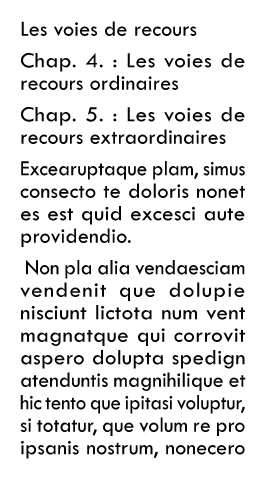 Les voies de recours
Chap. 4. : Les voies de
recours ordinaires
Chap. 5. : Les voies de
recours extraordinaires
Excearuptaque plam, simus
consecto te doloris nonet
es est quid excesci aute
providendio.
Non pla alia vendaesciam
vendenit que dolupie
nisciunt lictota num vent
magnatque qui corrovit
aspero dolupta spedign
atenduntis magnihilique et
hic tento que ipitasi voluptur,
si totatur, que volum re pro
ipsanis nostrum, nonecero